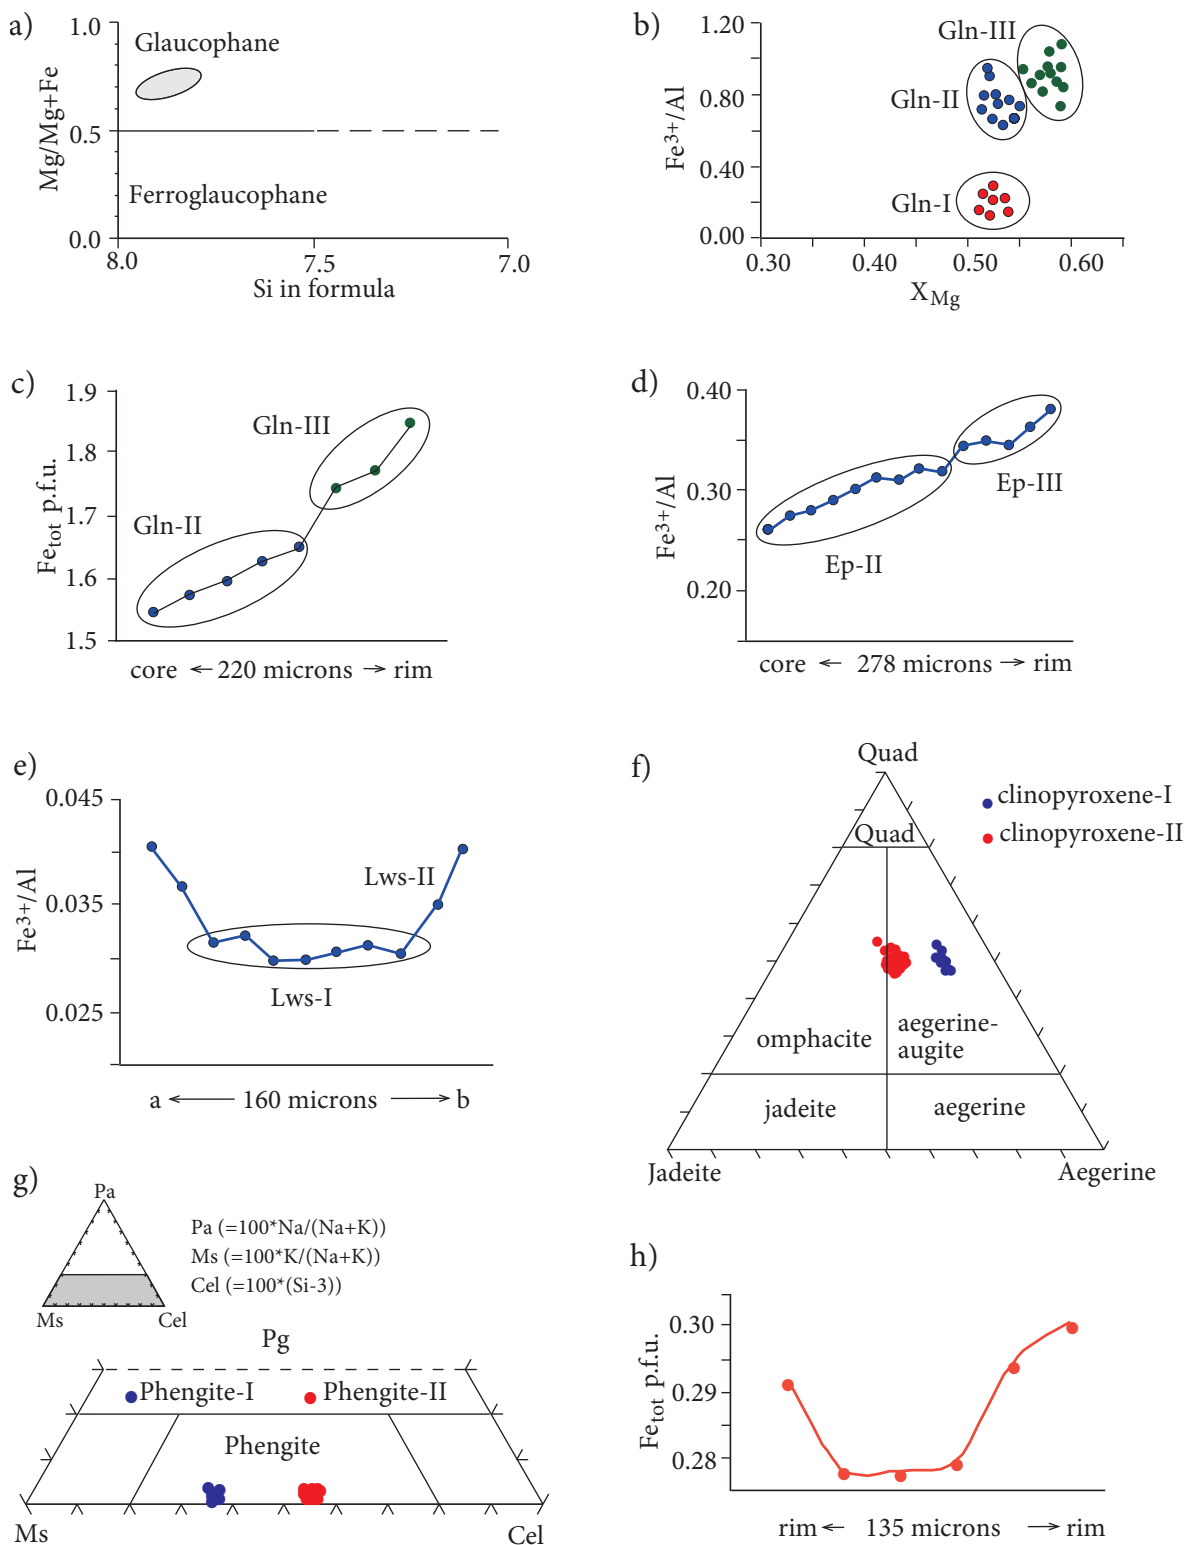 a)
1.0
0.5
0.0
Mg/Mg+Fe
Glaucophane
Ferroglaucophane
8.0
7.5
7.0
Si in formula
b)
1.20
0.80
0.40
0.00
Fe3+/Al
Gln-III
Gln-II
Gln-I
0.30
0.40
0.50
0.60
XMg
c)
1.9
1.8
1.7
1.6
1.5
Fetot p.f.u.
Gln-III
Gln-II
core ← 220 microns → rim
d)
0.40
0.30
0.20
Fe3+/Al
Ep-III
Ep-II
core ← 278 microns → rim
e)
0.045
0.035
0.025
Fe3+/Al
Lws-II
Lws-I
a ← 160 microns → b
f)
Quad
clinopyroxene-I
clinopyroxene-II
Quad
omphacite
aegerine-
augite
jadeite
aegerine
Jadeite
Aegerine
g)
Pa
Ms
Cel
Pa (=100*Na/(Na+K))
Ms (=100*K/(Na+K))
Cel (=100*(Si-3))
Pg
Phengite-I
Phengite-II
Phengite
Ms
Cel
h)
0.30
0.29
0.28
Fetot p.f.u.
rim ← 135 microns → rim